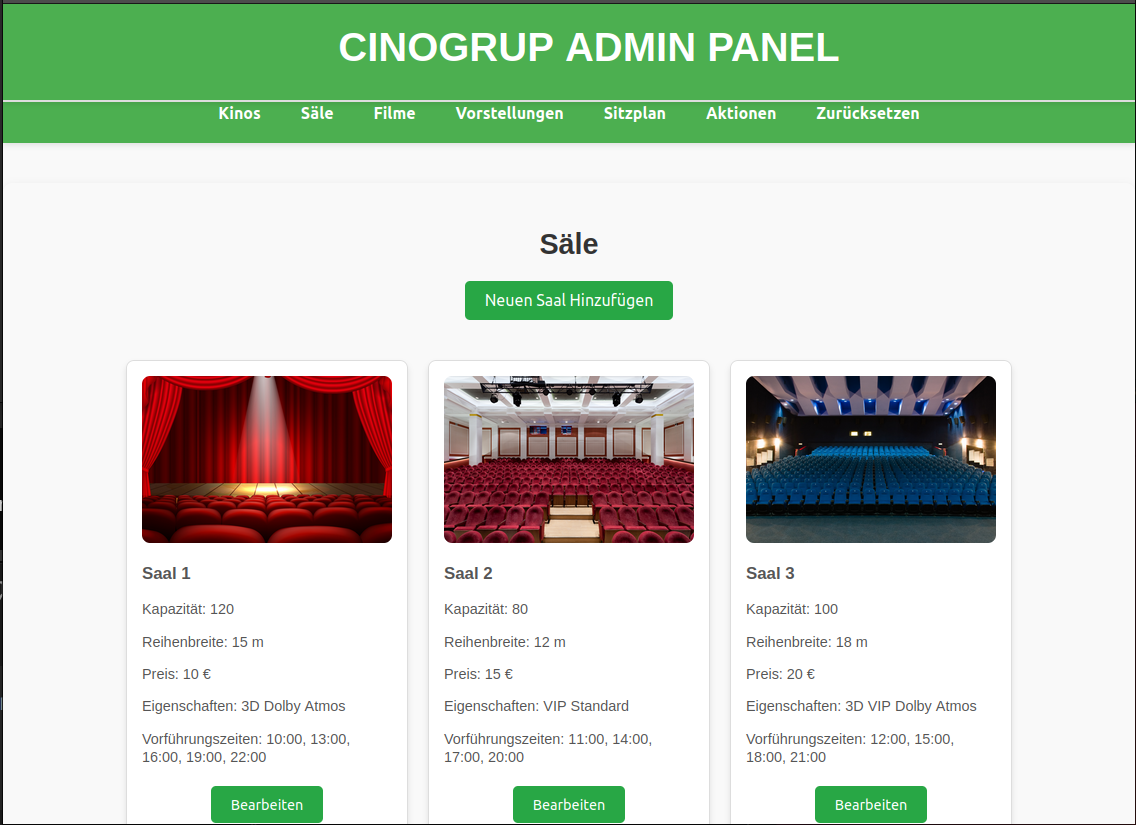 CINOGRUP ADMIN PANEL
Kinos Säle Filme Vorstellungen Sitzplan Aktionen Zurücksetzen
Säle
Neuen Saal Hinzufügen
Saal 1
Kapazität: 120
Reihenbreite: 15 m
Preis: 10 €
Eigenschaften: 3D Dolby Atmos
Vorführungszeiten: 10:00, 13:00,
16:00, 19:00, 22:00
Bearbeiten
Saal 2
Kapazität: 80
Reihenbreite: 12 m
Preis: 15 €
Eigenschaften: VIP Standard
Vorführungszeiten: 11:00, 14:00,
17:00, 20:00
Bearbeiten
Saal 3
Kapazität: 100
Reihenbreite: 18 m
Preis: 20 €
Eigenschaften: 3D VIP Dolby Atmos
Vorführungszeiten: 12:00, 15:00,
18:00, 21:00
Bearbeiten